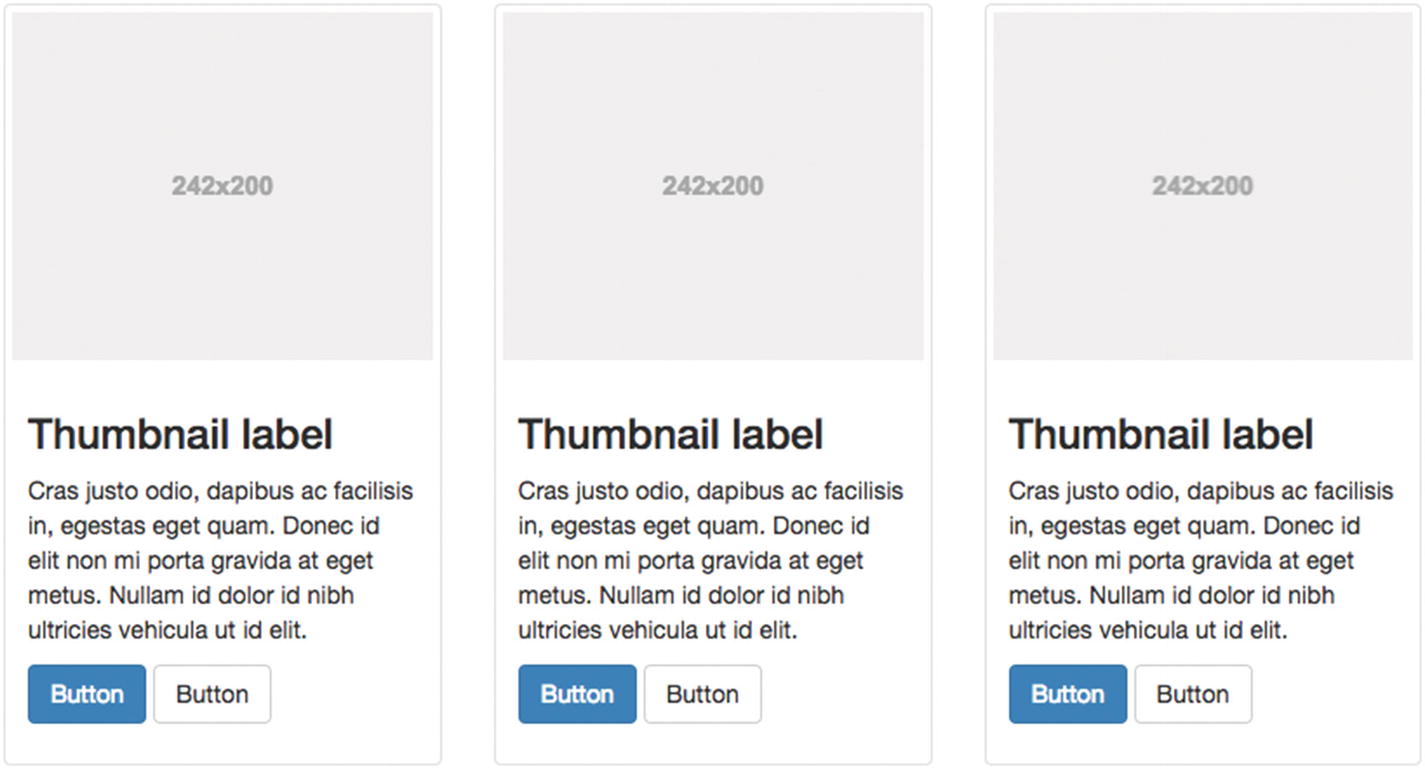 242x200
Thumbnail label
Cras justo odio, dapibus ac facilisis
in, egestas eget quam. Donec id
elit non mi porta gravida at eget
metus. Nullam id dolor id nibh
ultricies vehicula ut id elit.
Button Button
242x200
Thumbnail label
Cras justo odio, dapibus ac facilisis
in, egestas eget quam. Donec id
elit non mi porta gravida at eget
metus. Nullam id dolor id nibh
ultricies vehicula ut id elit.
Button Button
242x200
Thumbnail label
Cras justo odio, dapibus ac facilisis
in, egestas eget quam. Donec id
elit non mi porta gravida at eget
metus. Nullam id dolor id nibh
ultricies vehicula ut id elit.
Button Button